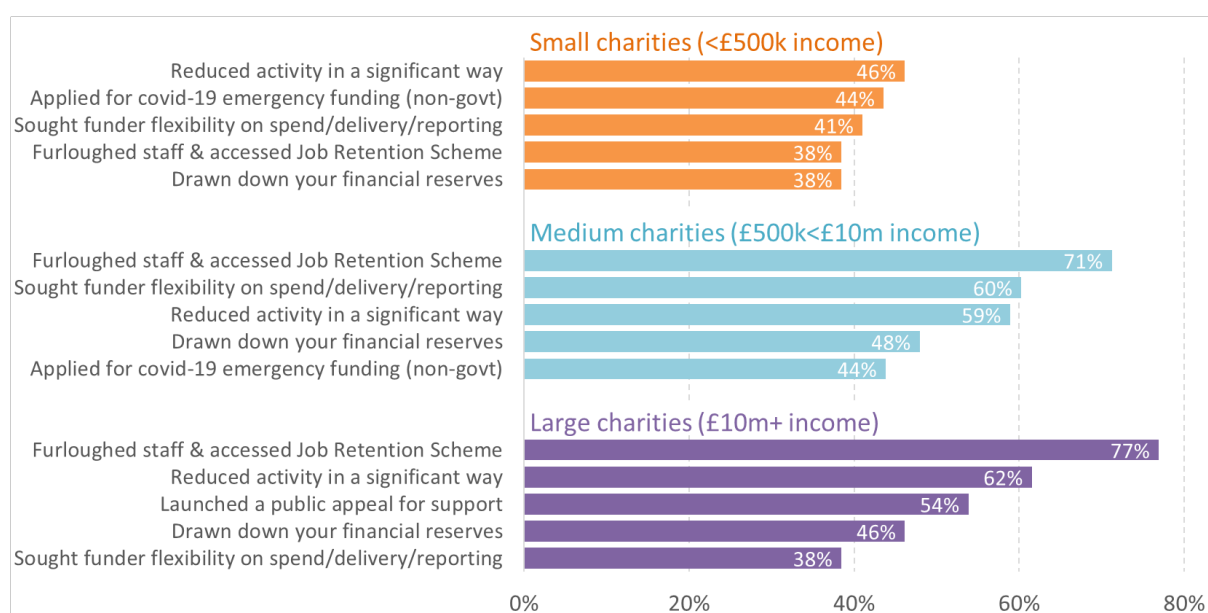 Small charities (<£500k income)
Reduced activity in a significant way 46%
Applied for covid-19 emergency funding (non-govt) 44%
Sought funder flexibility on spend/delivery/reporting 41%
Furloughed staff & accessed Job Retention Scheme 38%
Drawn down your financial reserves 38%
Medium charities (£500k<£10m income)
Furloughed staff & accessed Job Retention Scheme 71%
Sought funder flexibility on spend/delivery/reporting 60%
Reduced activity in a significant way 59%
Drawn down your financial reserves 48%
Applied for covid-19 emergency funding (non-govt) 44%
Large charities (£10m+ income)
Furloughed staff & accessed Job Retention Scheme 77%
Reduced activity in a significant way 62%
Launched a public appeal for support 54%
Drawn down your financial reserves 46%
Sought funder flexibility on spend/delivery/reporting 38%
0% 20% 40% 60% 80%